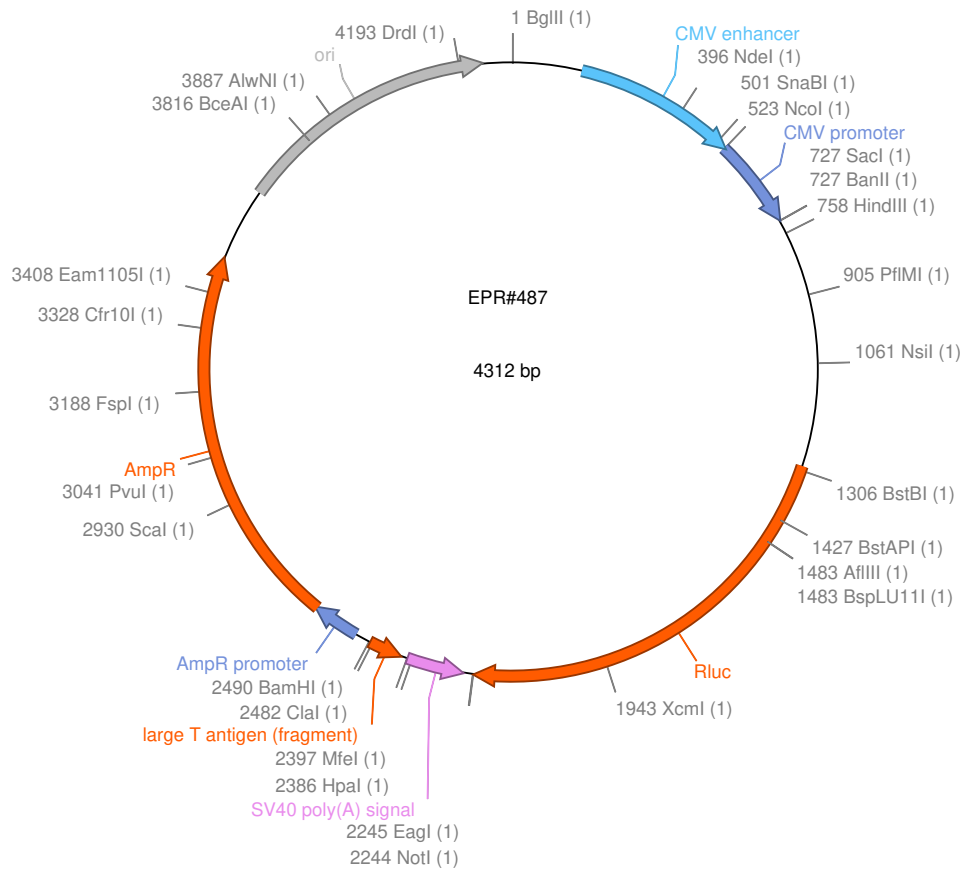 1 BglII (1)
CMV enhancer
396 NdeI (1)
501 SnaBI (1)
523 NcoI (1)
CMV promoter
727 SacI (1)
727 BanII (1)
758 HindIII (1)
905 PflMI (1)
1061 NsiI (1)
1306 BstBI (1)
1427 BstAPI (1)
1483 AflIII (1)
1483 BspLU11I (1)
Rluc
1943 XcmI (1)
2244 NotI (1)
2245 EagI (1)
SV40 poly(A) signal
2386 HpaI (1)
2397 MfeI (1)
large T antigen (fragment)
2482 ClaI (1)
2490 BamHI (1)
AmpR promoter
2930 ScaI (1)
3041 PvuI (1)
AmpR
3188 FspI (1)
3328 Cfr10I (1)
3408 Eam1105I (1)
3816 BceAI (1)
3887 AlwNI (1)
ori
4193 DrdI (1)
EPR#487
4312 bp